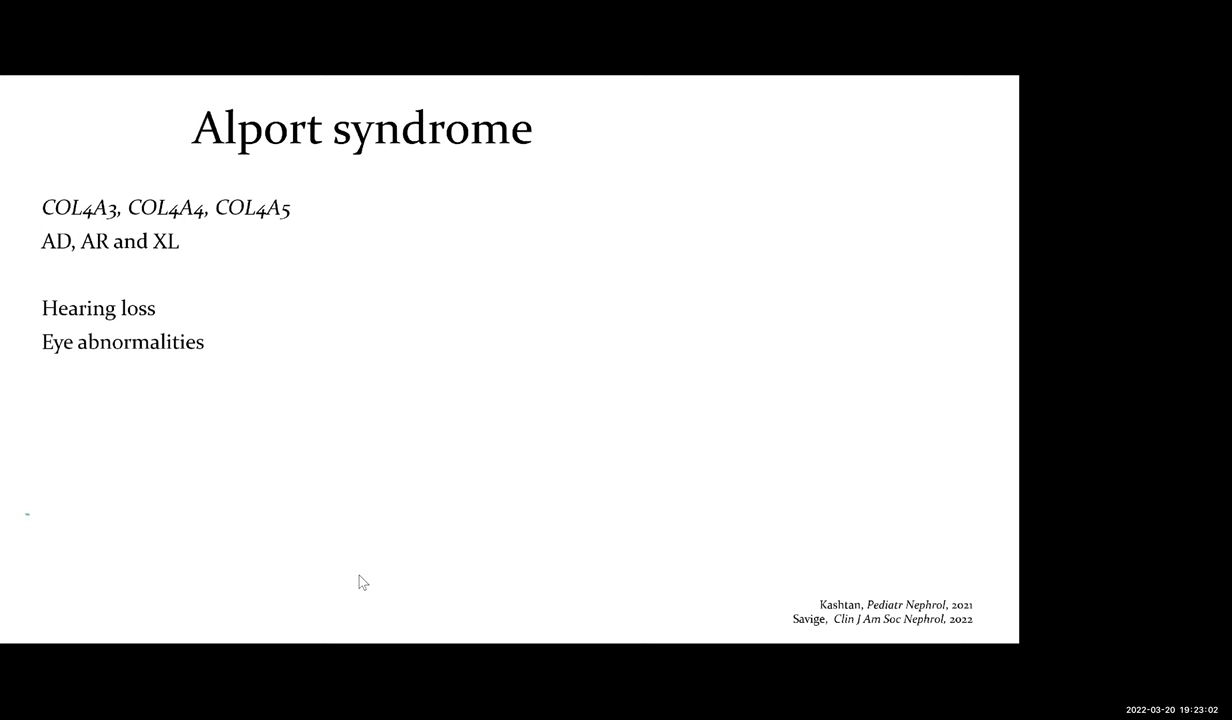 Alport syndrome
COL4A3, COL4A4, COL4A5
AD, AR and XL
Hearing loss
Eye abnormalities
Kashtan, Pediatr Nephrol, 2021
Savige, Clin J Am Soc Nephrol, 2022
2022-03-20 19:23:02